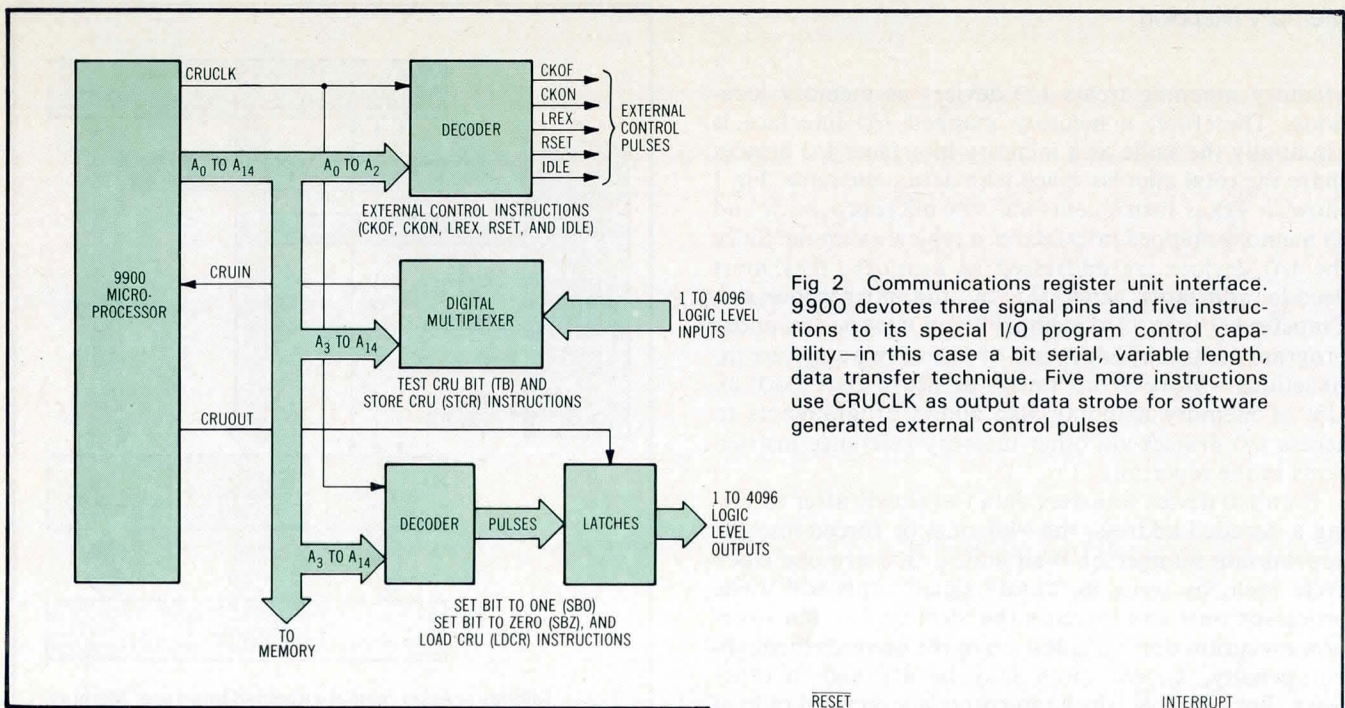 CRUCLK
CKOF
CKON
LREX
RSET
IDLE
EXTERNAL
CONTROL
PULSES
DECODER
A0 TO A14
A0 TO A2
EXTERNAL CONTROL INSTRUCTIONS
(CKOF, CKON, LREX, RSET, AND IDLE)
9900
MICRO-
PROCESSOR
CRUIN
DIGITAL
MULTIPLEXER
1 TO 4096
LOGIC LEVEL
INPUTS
A3 TO A14
TEST CRU BIT (TB) AND
STORE CRU (STCR) INSTRUCTIONS
CRUOUT
DECODER
PULSES
LATCHES
1 TO 4096
LOGIC
LEVEL
OUTPUTS
A3 TO A14
SET BIT TO ONE (SBO)
SET BIT TO ZERO (SBZ), AND
LOAD CRU (LDCR) INSTRUCTIONS
TO
MEMORY
Fig 2 Communications register unit interface.
9900 devotes three signal pins and five instruc-
tions to its special I/O program control capa-
bility—in this case a bit serial, variable length,
data transfer technique. Five more instructions
use CRUCLK as output data strobe for software
generated external control pulses
RESET
INTERRUPT